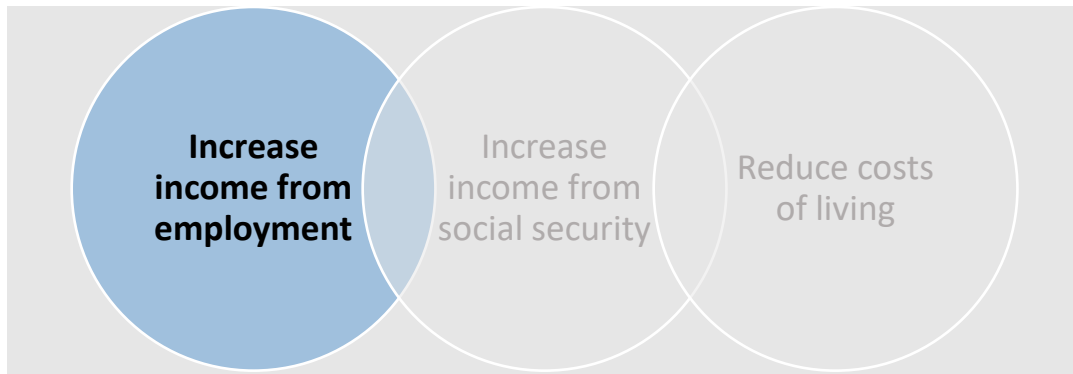 Increase
income from
employment
Increase
income from
social security
Reduce costs
of living